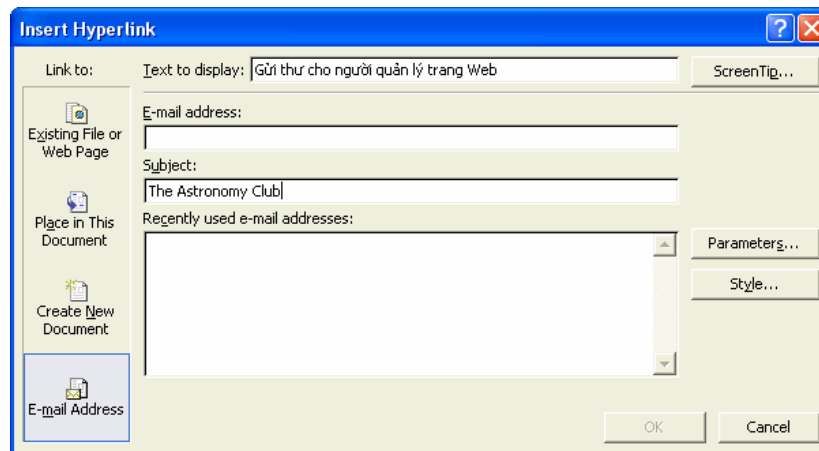 Insert Hyperlink
Link to:
Text to display: Gửi thư cho người quản lý trang Web
ScreenTip...
Existing File or
Web Page
Place in This
Document
Create New
Document
E-mail Address
E-mail address:
Subject:
The Astronomy Club
Recently used e-mail addresses:
Parameters...
Style...
OK
Cancel